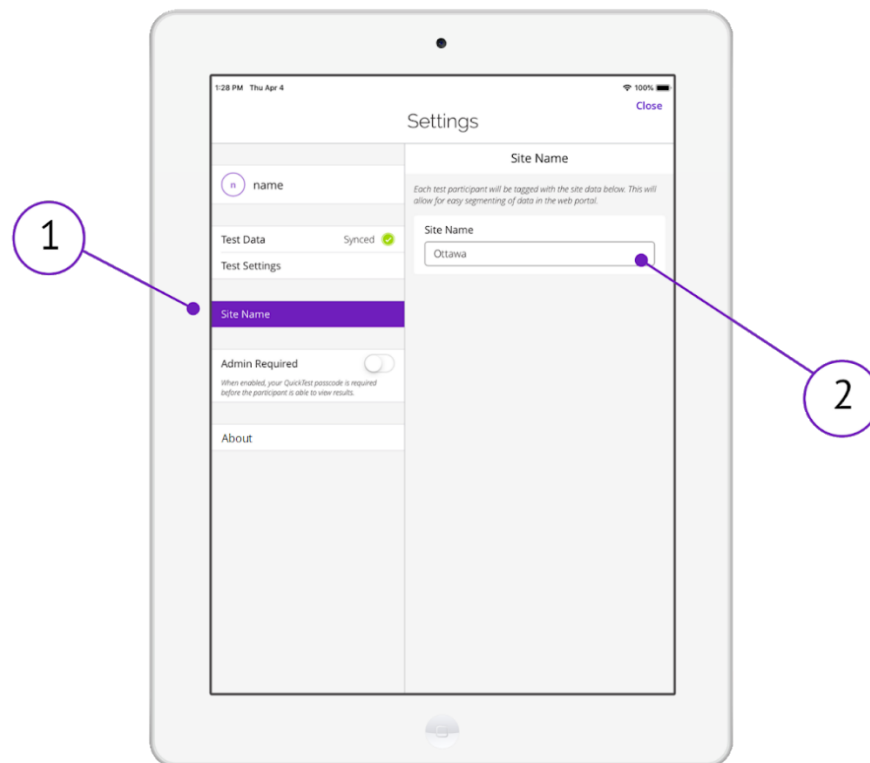 1:28 PM Thu Apr 4
100%
Close
Settings
n name
Test Data Synced
Test Settings
Site Name
Admin Required
When enabled, your QuickTest passcode is required
before the participant is able to view results.
About
Site Name
Each test participant will be tagged with the site data below. This will
allow for easy segmenting of data in the web portal.
Site Name
Ottawa
1
2